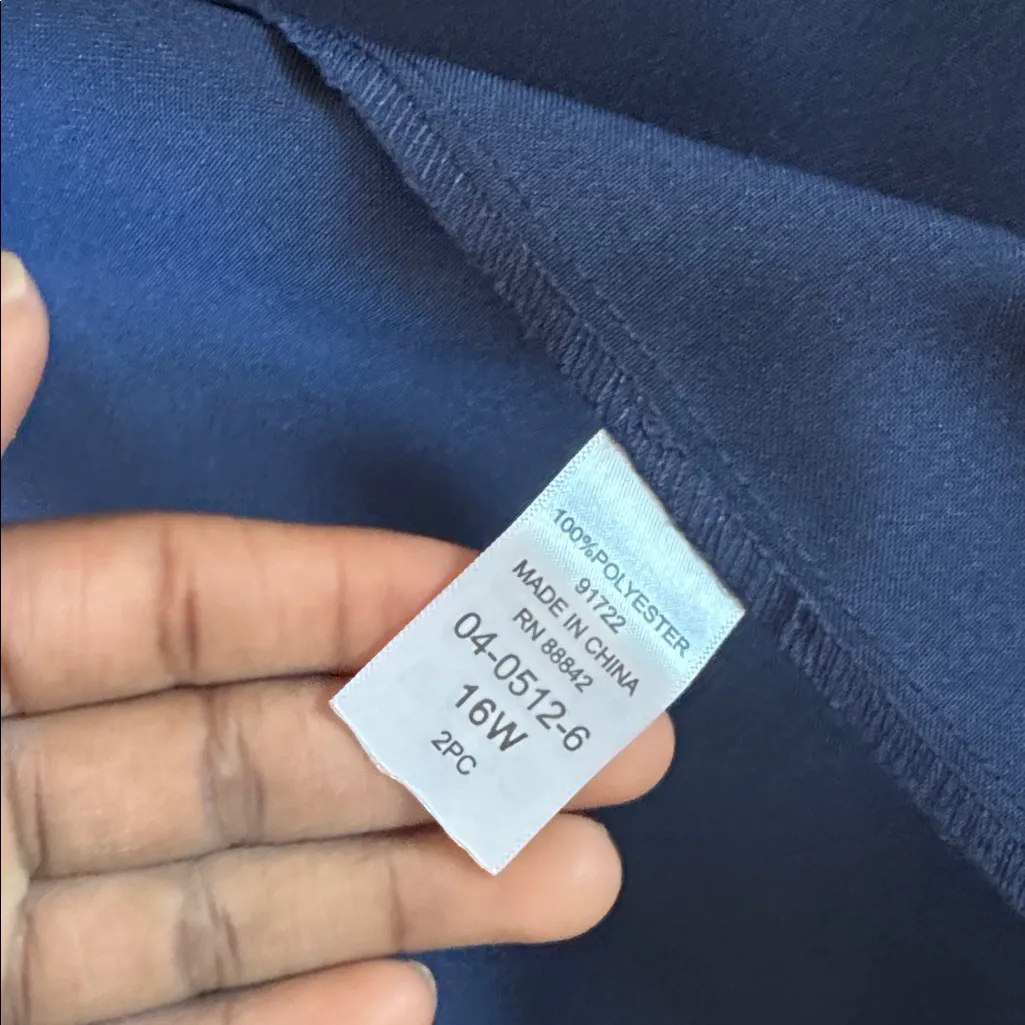 100%POLYESTER
91722
MADE IN CHINA
RN 88842
04-0512-6
16W
2PC